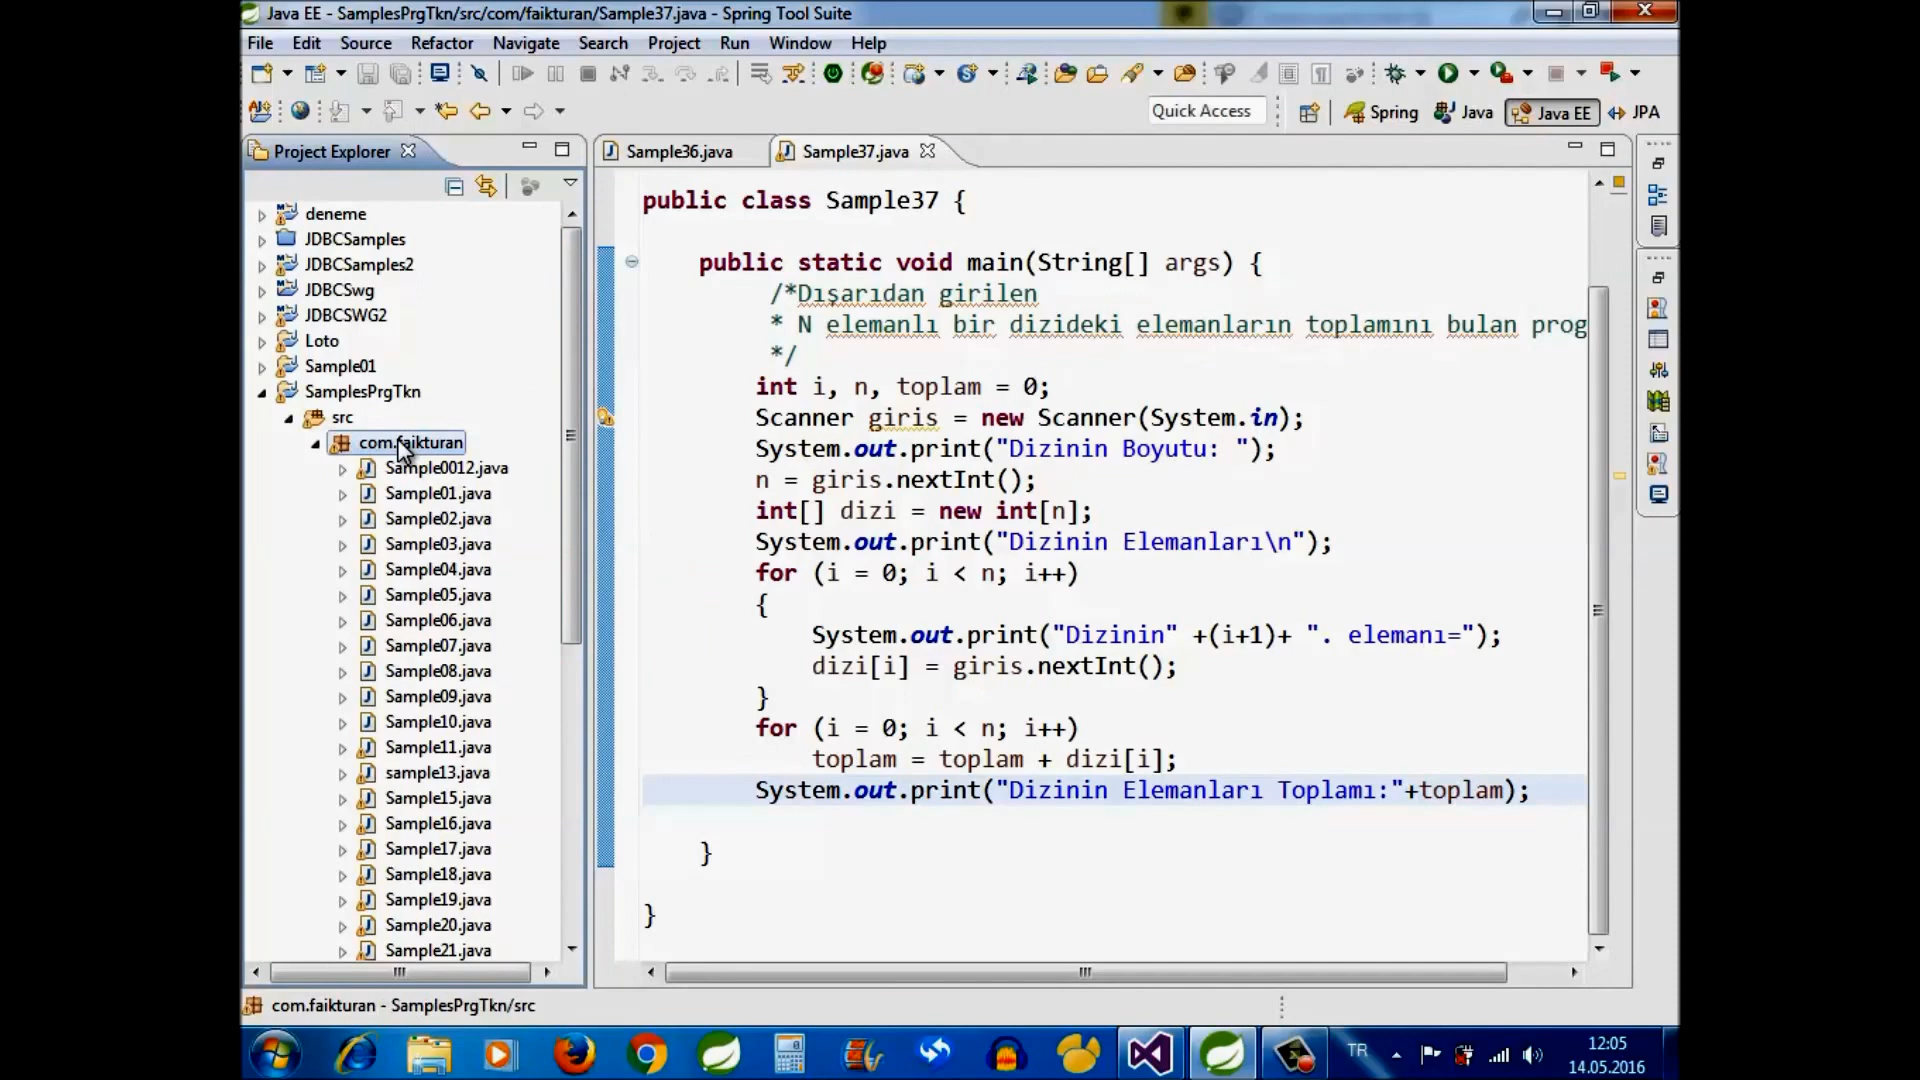 Java EE - SamplesPrgTkn/src/com/faikturan/Sample37.java - Spring Tool Suite
File Edit Source Refactor Navigate Search Project Run Window Help
Quick Access Spring Java Java EE JPA
Project Explorer
deneme
JDBCSamples
JDBCSamples2
JDBCSwg
JDBCSWG2
Loto
Sample01
SamplesPrgTkn
src
com.faikturan
Sample0012.java
Sample01.java
Sample02.java
Sample03.java
Sample04.java
Sample05.java
Sample06.java
Sample07.java
Sample08.java
Sample09.java
Sample10.java
Sample11.java
sample13.java
Sample15.java
Sample16.java
Sample17.java
Sample18.java
Sample19.java
Sample20.java
Sample21.java
Sample36.java Sample37.java
public class Sample37 {
public static void main(String[] args) {
/*Dışarıdan girilen
* N elemanlı bir dizideki elemanların toplamını bulan prog
*/
int i, n, toplam = 0;
Scanner giris = new Scanner(System.in);
System.out.print("Dizinin Boyutu: ");
n = giris.nextInt();
int[] dizi = new int[n];
System.out.print("Dizinin Elemanları\n");
for (i = 0; i < n; i++)
{
System.out.print("Dizinin" +(i+1)+ ". elemanı=");
dizi[i] = giris.nextInt();
}
for (i = 0; i < n; i++)
toplam = toplam + dizi[i];
System.out.print("Dizinin Elemanları Toplamı:"+toplam);
}
}
com.faikturan - SamplesPrgTkn/src
TR
12:05
14.05.2016